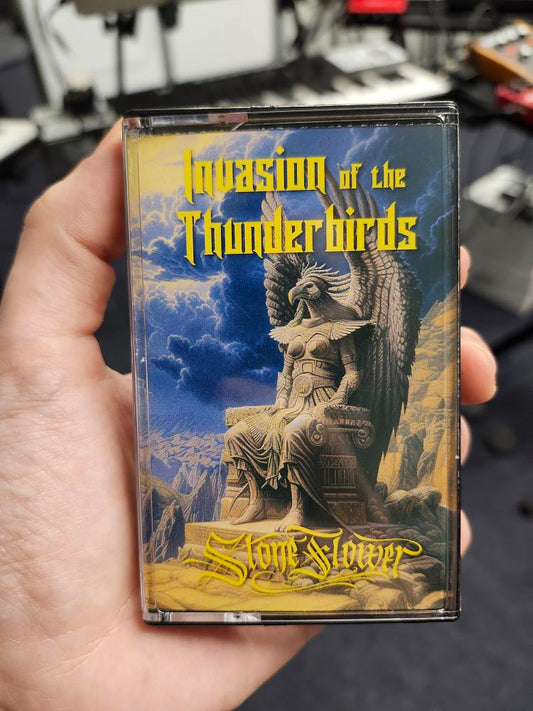 Invasion of the
Thunderbirds
Stone Flower